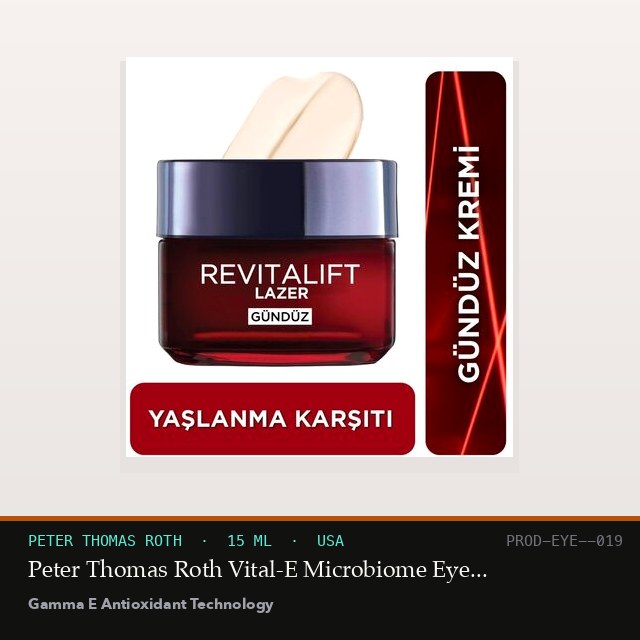 REVITALIFT
LAZER
GÜNDÜZ
GÜNDÜZ KREMİ
YAŞLANMA KARŞITI
PETER THOMAS ROTH · 15 ML · USA
PROD–EYE––019
Peter Thomas Roth Vital-E Microbiome Eye...
Gamma E Antioxidant Technology